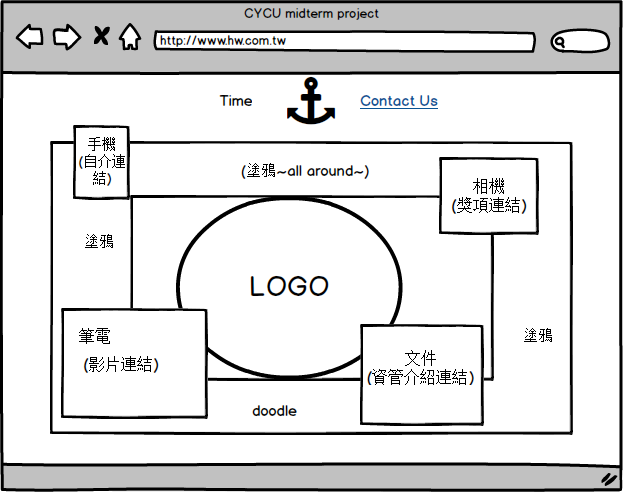 CYCU midterm project
http://www.hw.com.tw
Time
Contact Us
手機
(自介連
結)
(塗鴉~all around~)
相機
(獎項連結)
塗鴉
LOGO
筆電
(影片連結)
塗鴉
文件
(資管介紹連結)
doodle